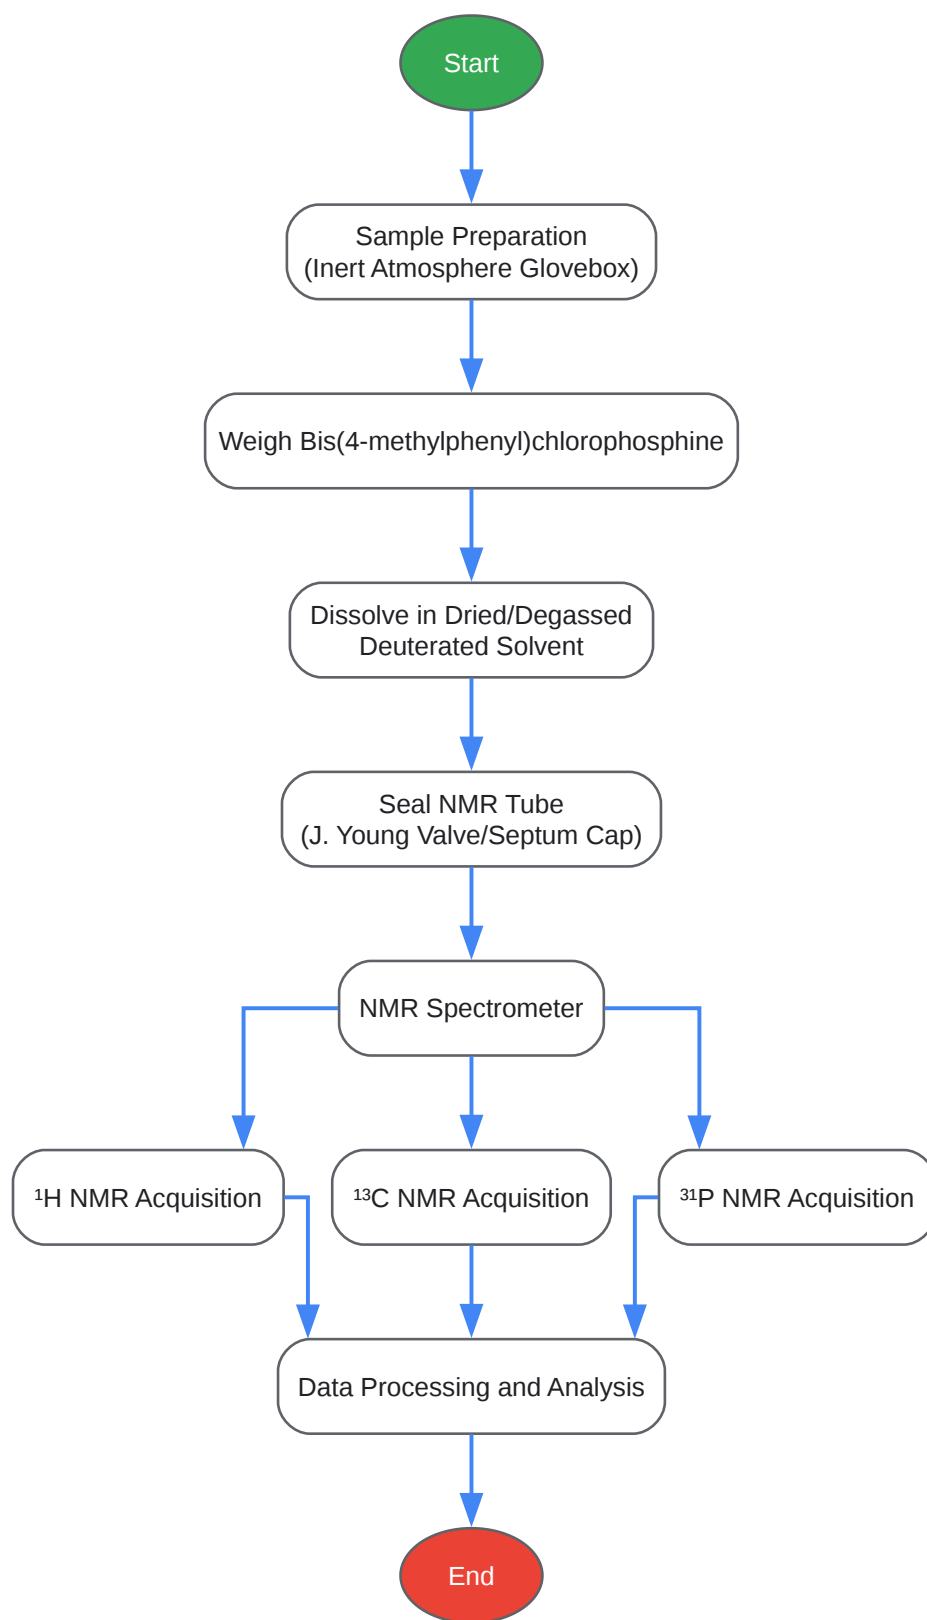 Start
Sample Preparation
(Inert Atmosphere Glovebox)
Weigh Bis(4-methylphenyl)chlorophosphine
Dissolve in Dried/Degassed
Deuterated Solvent
Seal NMR Tube
(J. Young Valve/Septum Cap)
NMR Spectrometer
¹H NMR Acquisition
¹³C NMR Acquisition
³¹P NMR Acquisition
Data Processing and Analysis
End